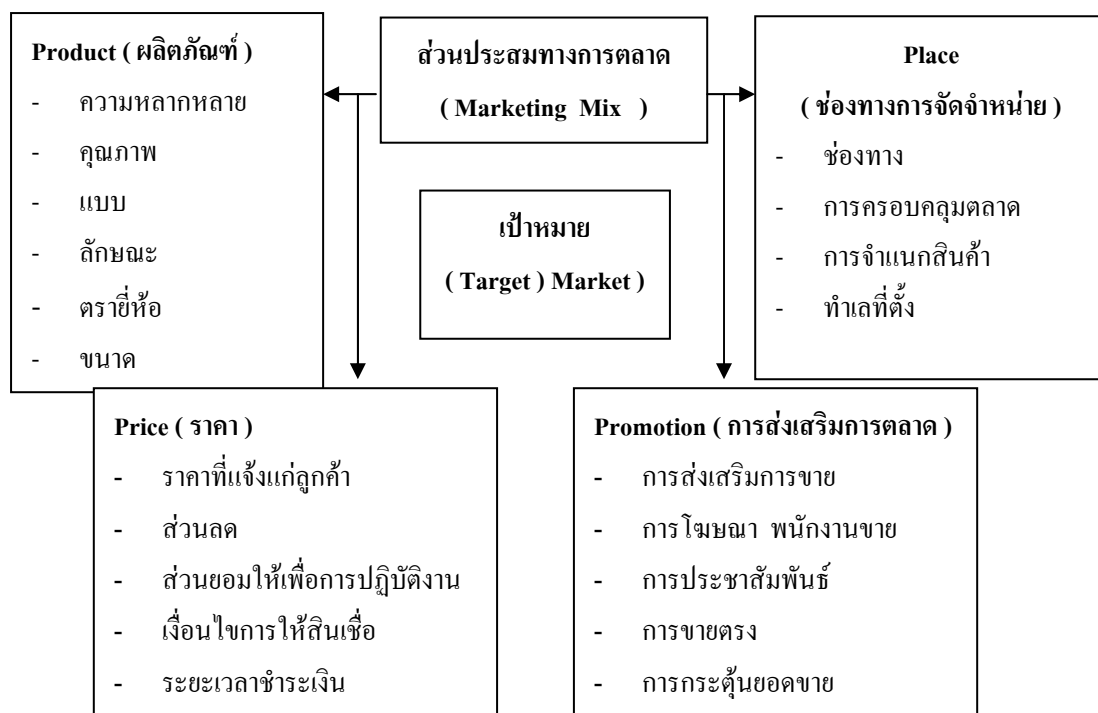 Product ( ผลิตภัณฑ์ )
- ความหลากหลาย
- คุณภาพ
- แบบ
- ลักษณะ
- ตรายี่ห้อ
- ขนาด
ส่วนประสมทางการตลาด
( Marketing Mix )
Place
( ช่องทางการจัดจำหน่าย )
- ช่องทาง
- การครอบคลุมตลาด
- การจำแนกสินค้า
- ทำเลที่ตั้ง
เป้าหมาย
( Target ) Market )
Price ( ราคา )
- ราคาที่แจ้งแก่ลูกค้า
- ส่วนลด
- ส่วนยอมให้เพื่อการปฏิบัติงาน
- เงื่อนไขการให้สินเชื่อ
- ระยะเวลาชำระเงิน
Promotion ( การส่งเสริมการตลาด )
- การส่งเสริมการขาย
- การโฆษณา พนักงานขาย
- การประชาสัมพันธ์
- การขายตรง
- การกระตุ้นยอดขาย